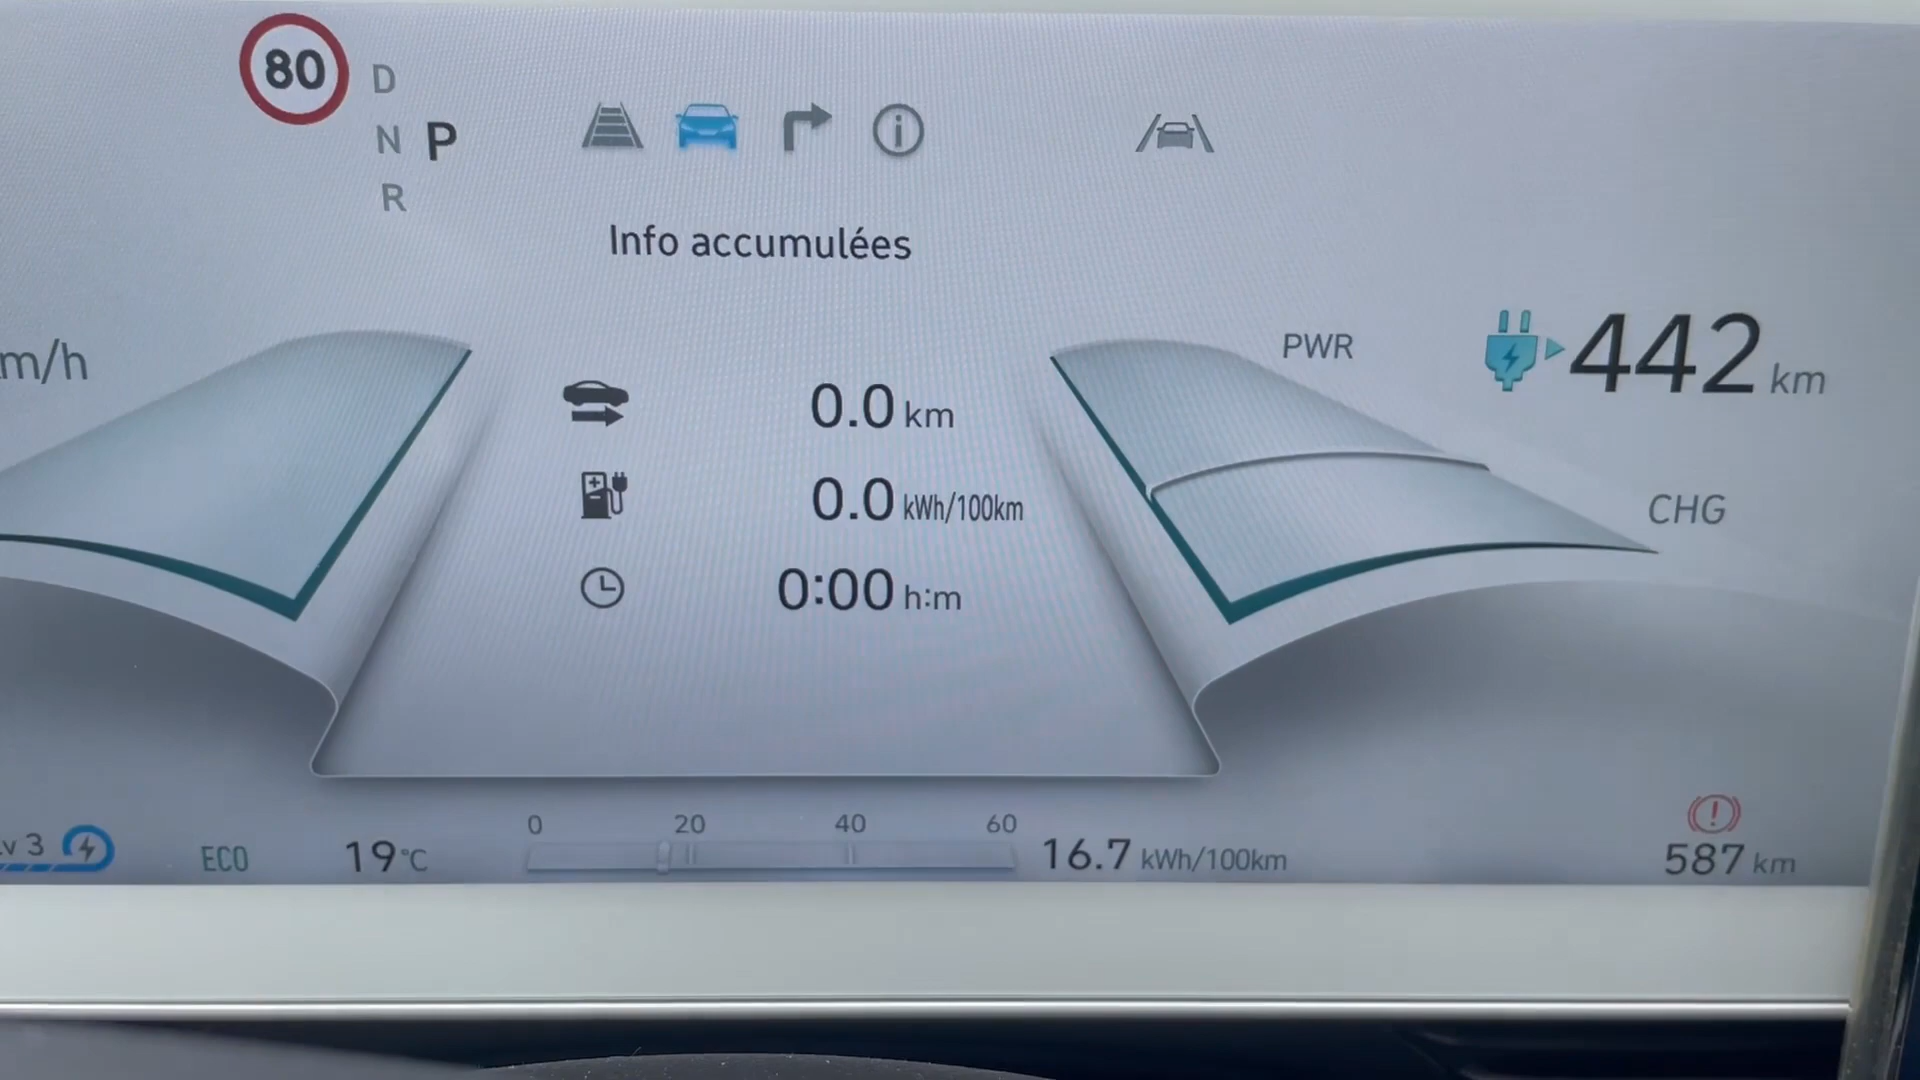 80
D
N P
R
Info accumulées
m/h
0.0 km
0.0 kWh/100km
0:00 h:m
PWR
442 km
CHG
0 20 40 60
v 3
ECO
19°C
16.7 kWh/100km
587 km